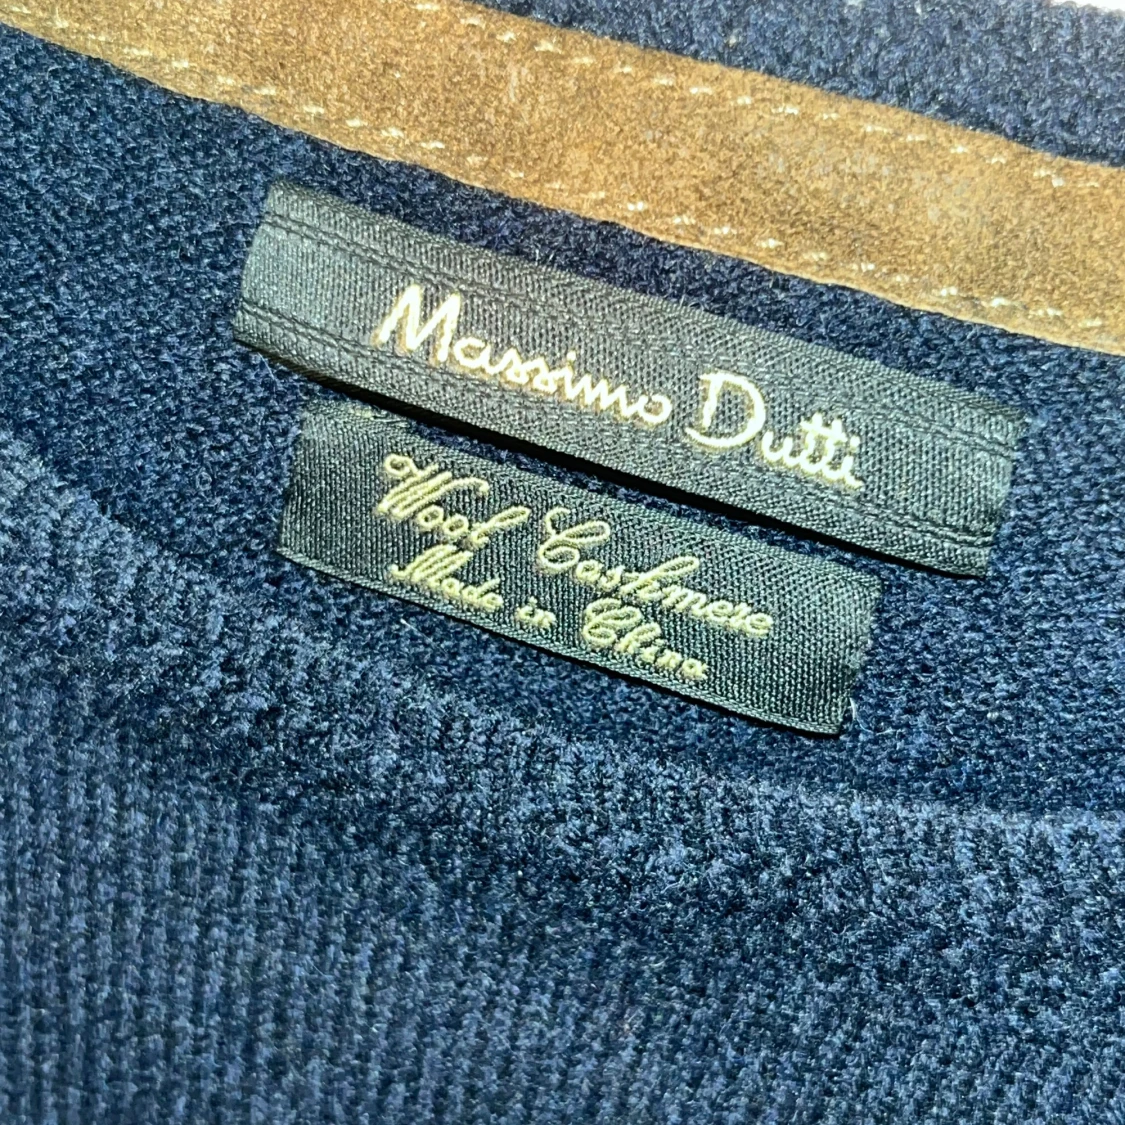 Massimo Dutti
Wool Cashmere
Made in China